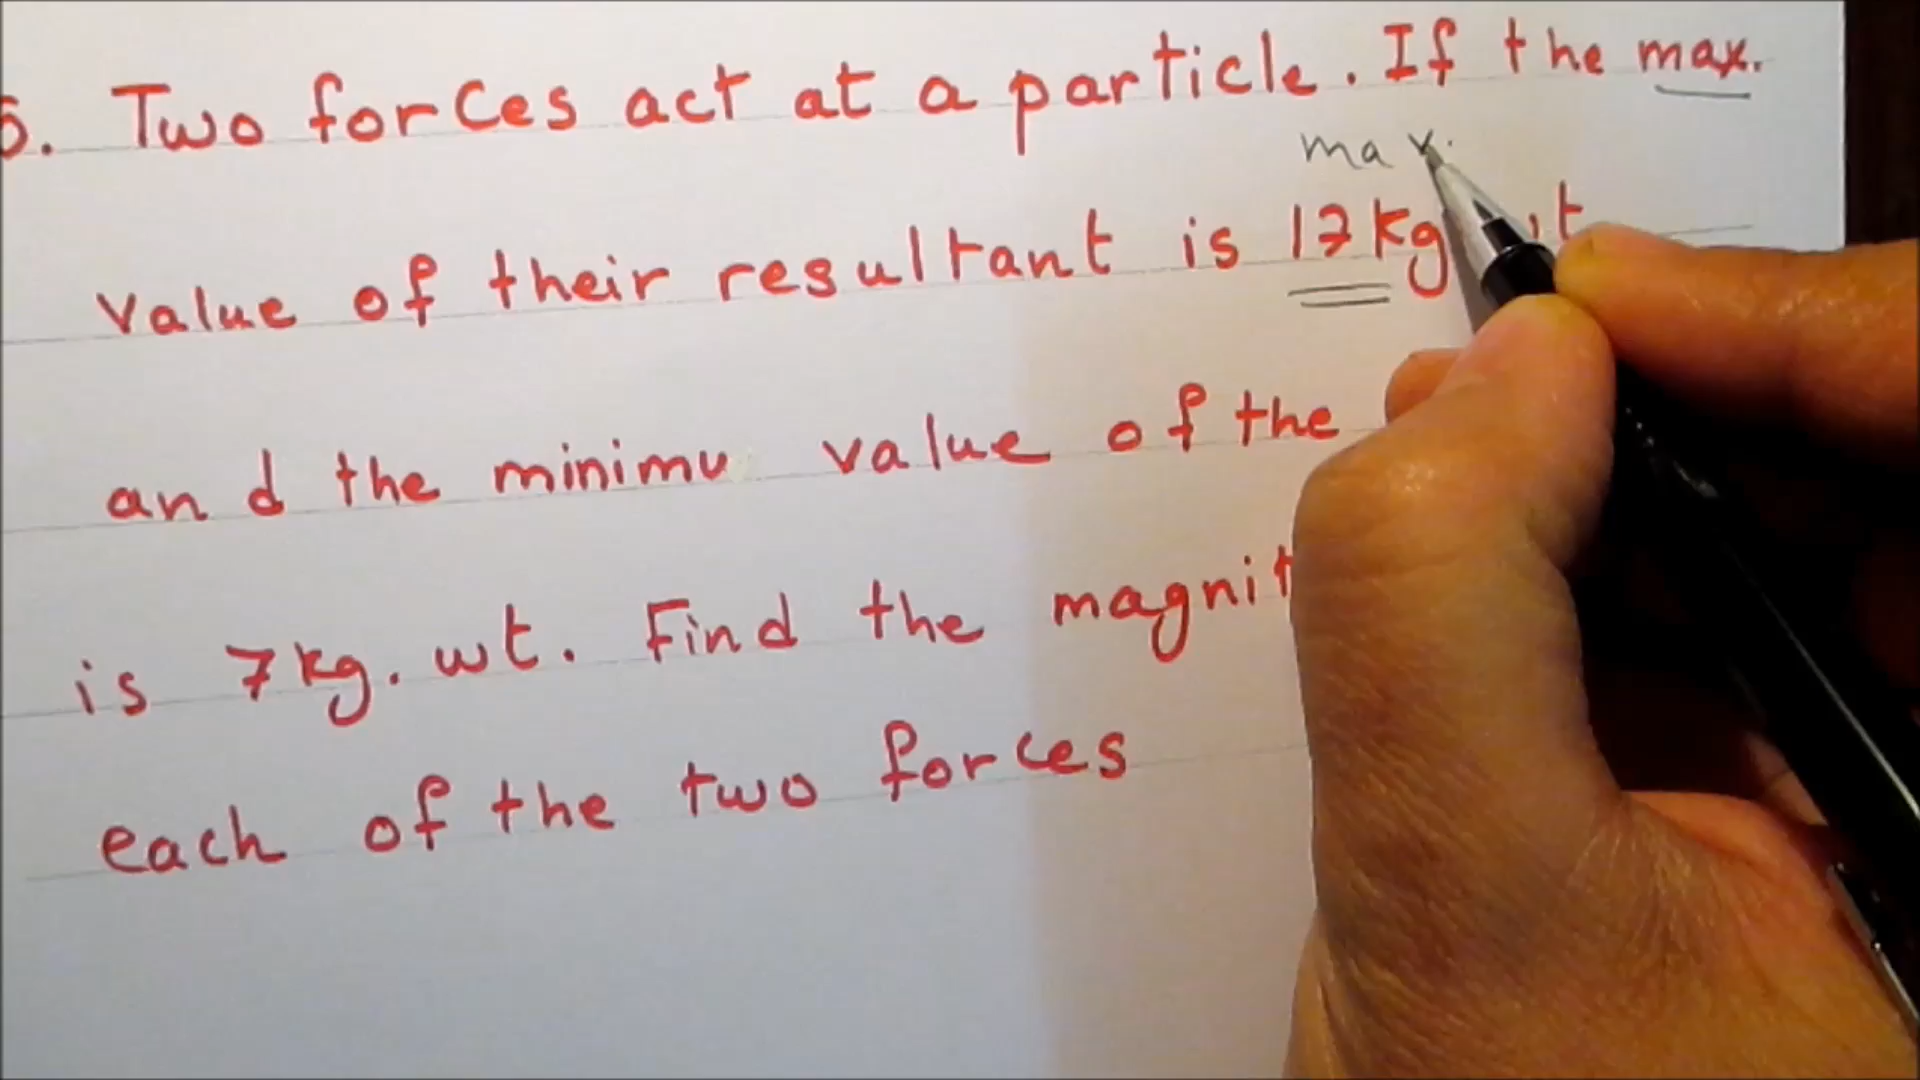 Two forces act at a particle. If the max.
max.
value of their resultant is 17kg
and the minimu value of the
is 7kg.wt. Find the magnit
each of the two forces